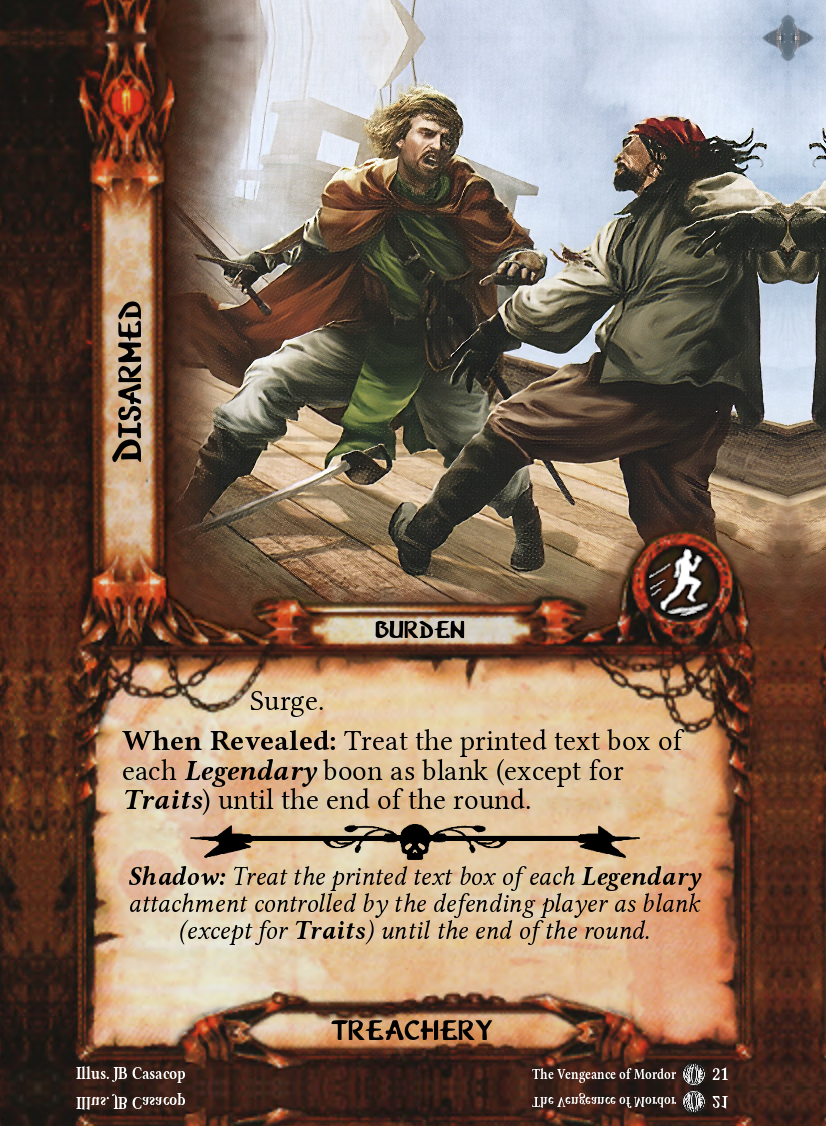 DISARMED
BURDEN
Surge.
When Revealed: Treat the printed text box of
each Legendary boon as blank (except for
Traits) until the end of the round.
Shadow: Treat the printed text box of each Legendary
attachment controlled by the defending player as blank
(except for Traits) until the end of the round.
TREACHERY
Illus. JB Casacop
The Vengeance of Mordor 21
Illus. JB Casacop
The Vengeance of Mordor 21